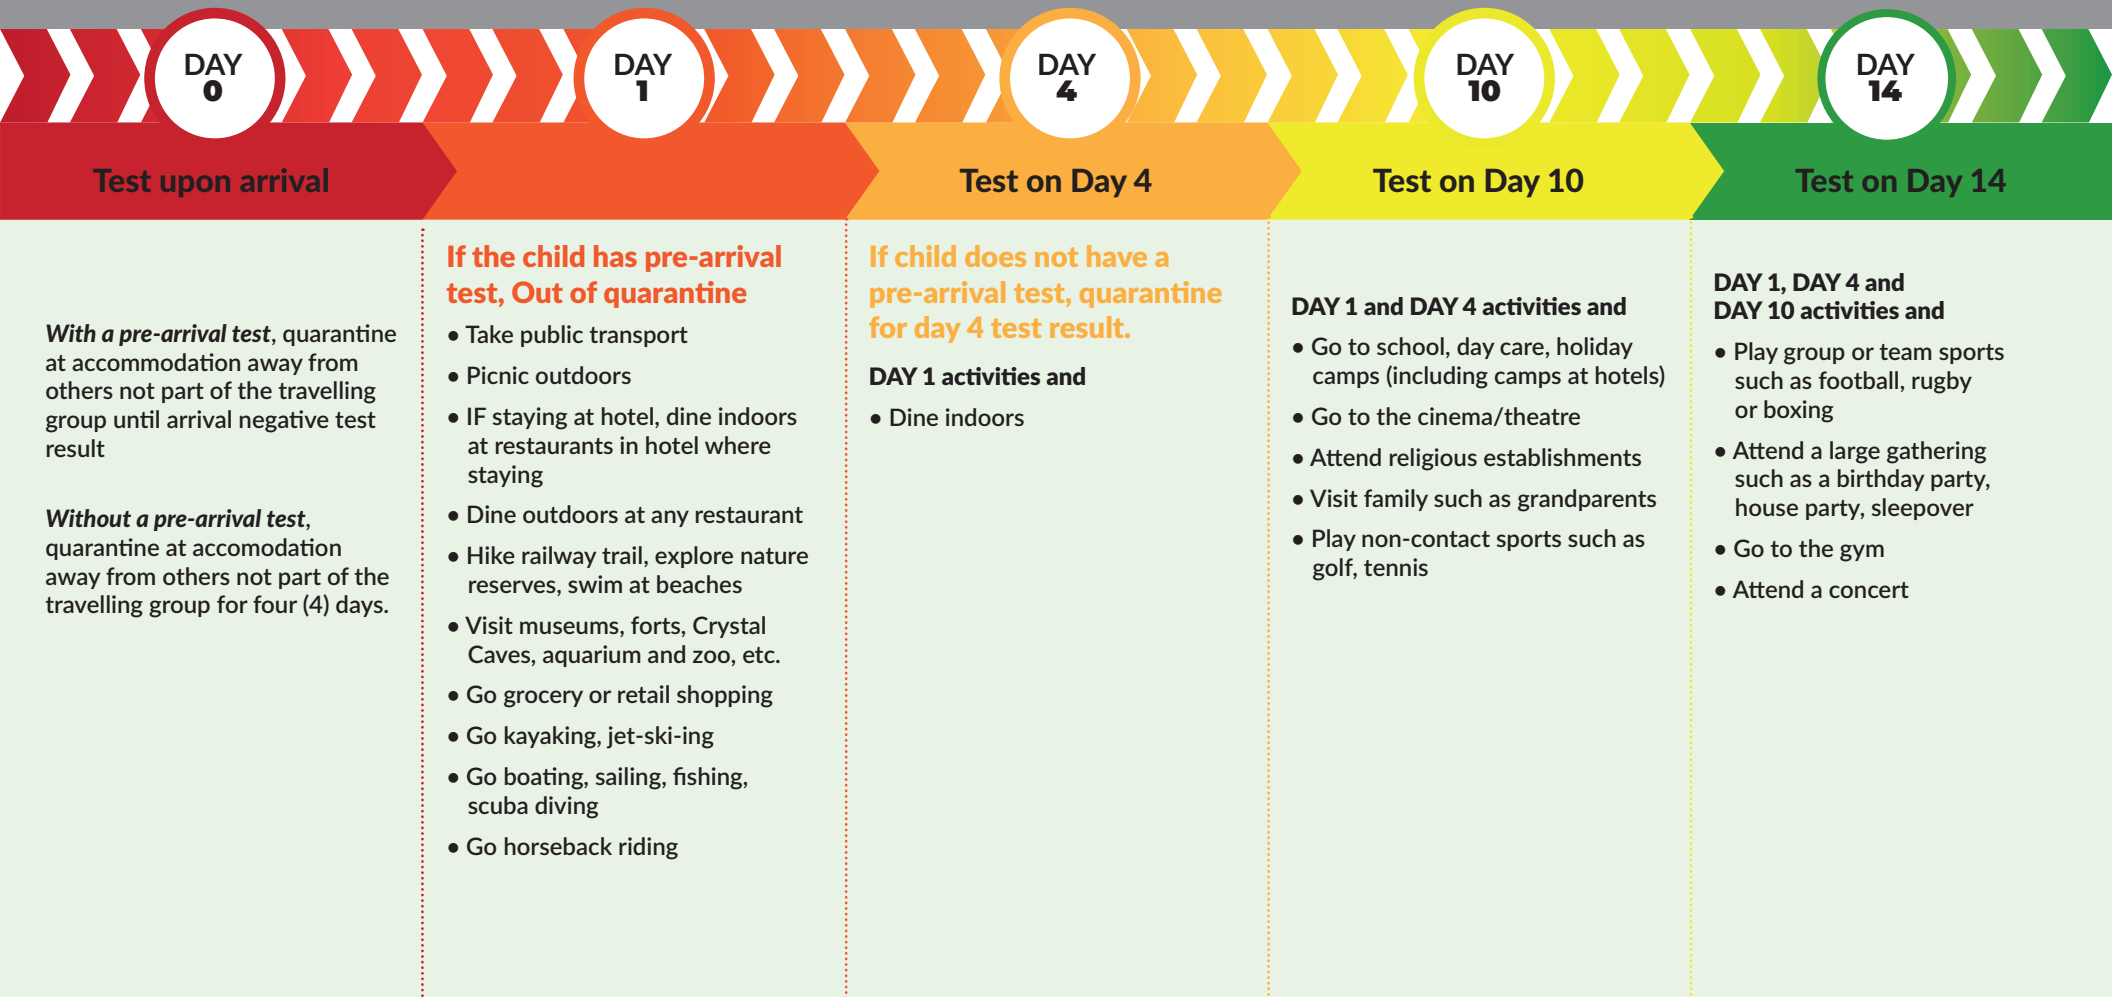 DAY
0
DAY
1
DAY
4
DAY
10
DAY
14
Test upon arrival
Test on Day 4
Test on Day 10
Test on Day 14
With a pre-arrival test, quarantine
at accommodation away from
others not part of the travelling
group until arrival negative test
result
Without a pre-arrival test,
quarantine at accomodation
away from others not part of the
travelling group for four (4) days.
If the child has pre-arrival
test, Out of quarantine
• Take public transport
• Picnic outdoors
• IF staying at hotel, dine indoors
at restaurants in hotel where
staying
• Dine outdoors at any restaurant
• Hike railway trail, explore nature
reserves, swim at beaches
• Visit museums, forts, Crystal
Caves, aquarium and zoo, etc.
• Go grocery or retail shopping
• Go kayaking, jet-ski-ing
• Go boating, sailing, fishing,
scuba diving
• Go horseback riding
If child does not have a
pre-arrival test, quarantine
for day 4 test result.
DAY 1 activities and
• Dine indoors
DAY 1 and DAY 4 activities and
• Go to school, day care, holiday
camps (including camps at hotels)
• Go to the cinema/theatre
• Attend religious establishments
• Visit family such as grandparents
• Play non-contact sports such as
golf, tennis
DAY 1, DAY 4 and
DAY 10 activities and
• Play group or team sports
such as football, rugby
or boxing
• Attend a large gathering
such as a birthday party,
house party, sleepover
• Go to the gym
• Attend a concert